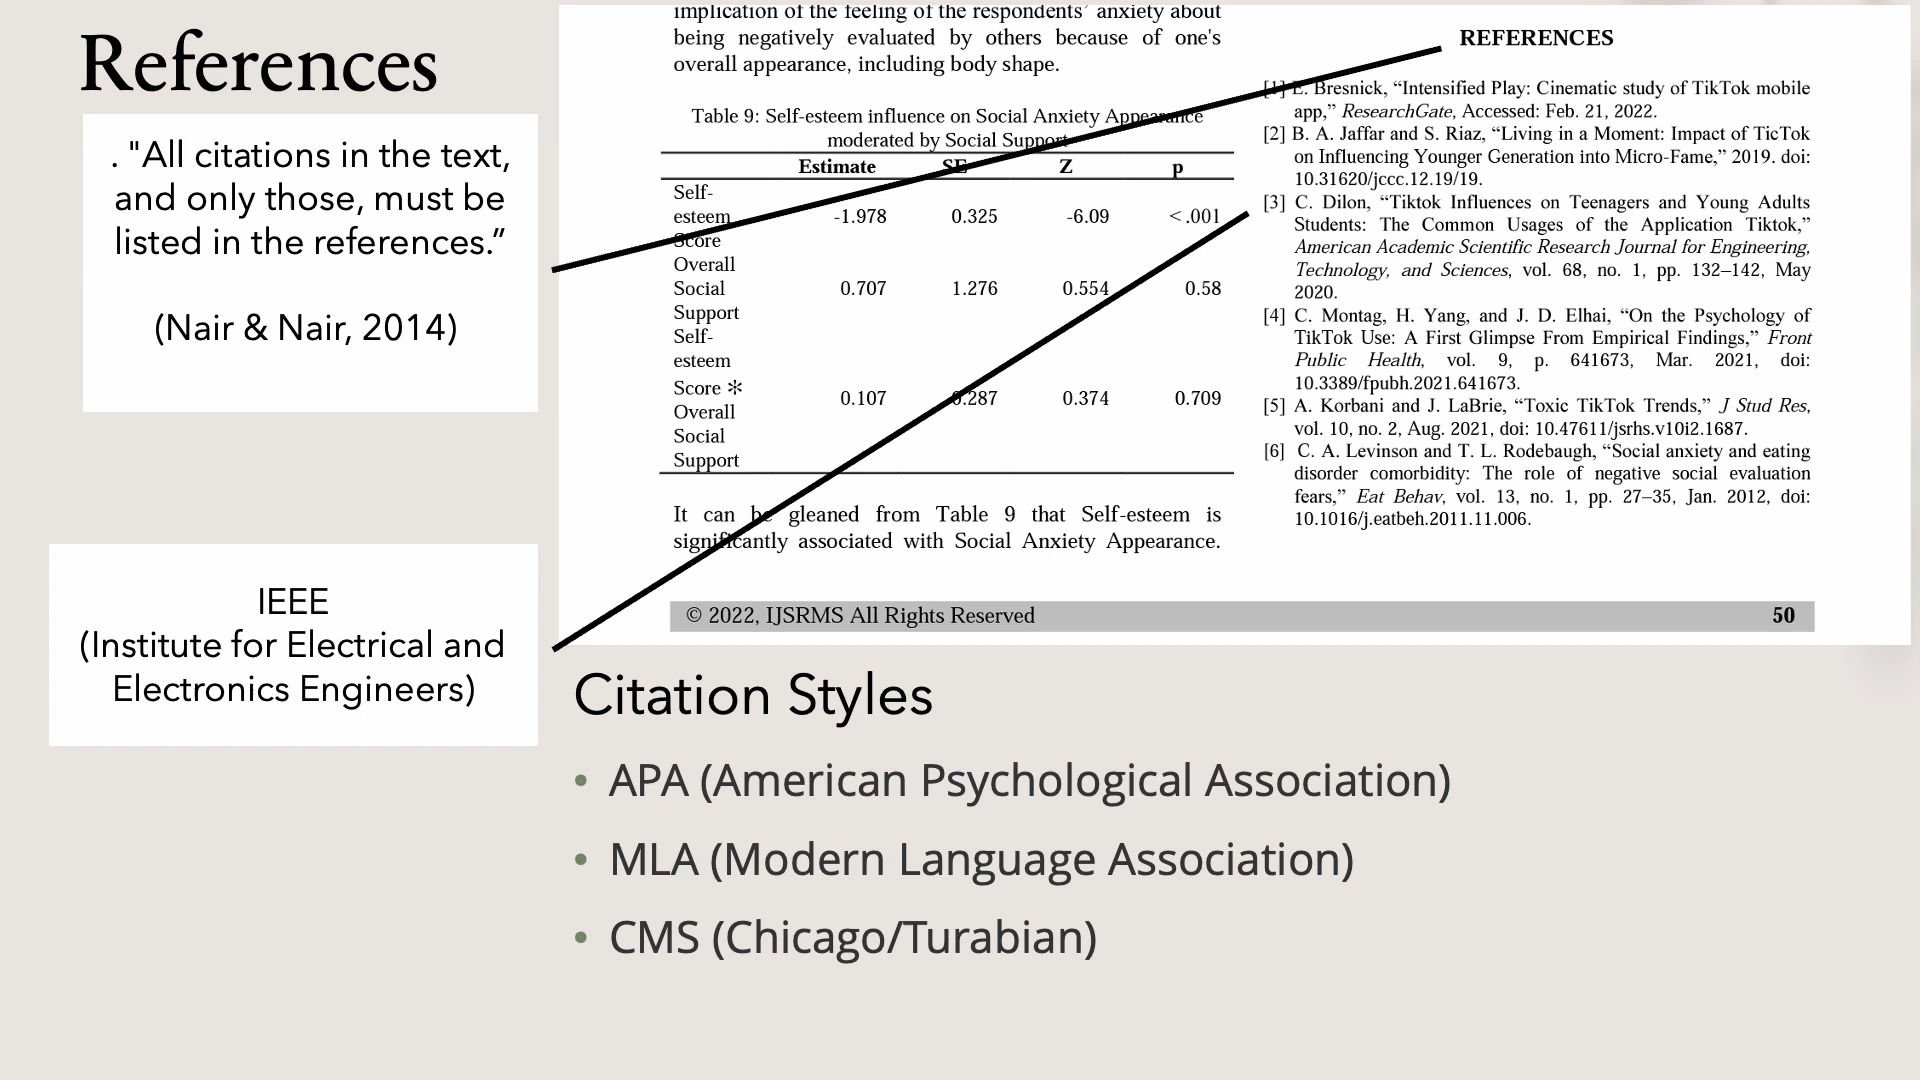 References
. "All citations in the text,
and only those, must be
listed in the references.”
(Nair & Nair, 2014)
IEEE
(Institute for Electrical and
Electronics Engineers)
implication of the feeling of the respondents’ anxiety about
being negatively evaluated by others because of one's
overall appearance, including body shape.
Table 9: Self-esteem influence on Social Anxiety Appearance
moderated by Social Support
Estimate SE Z p
Self-
esteem -1.978 0.325 -6.09 < .001
Score
Overall
Social 0.707 1.276 0.554 0.58
Support
Self-
esteem
Score ✻
0.107 0.287 0.374 0.709
Overall
Social
Support
It can be gleaned from Table 9 that Self-esteem is
significantly associated with Social Anxiety Appearance.
REFERENCES
[1] E. Bresnick, “Intensified Play: Cinematic study of TikTok mobile
app,” ResearchGate, Accessed: Feb. 21, 2022.
[2] B. A. Jaffar and S. Riaz, “Living in a Moment: Impact of TicTok
on Influencing Younger Generation into Micro-Fame,” 2019. doi:
10.31620/jccc.12.19/19.
[3] C. Dilon, “Tiktok Influences on Teenagers and Young Adults
Students: The Common Usages of the Application Tiktok,”
American Academic Scientific Research Journal for Engineering,
Technology, and Sciences, vol. 68, no. 1, pp. 132–142, May
2020.
[4] C. Montag, H. Yang, and J. D. Elhai, “On the Psychology of
TikTok Use: A First Glimpse From Empirical Findings,” Front
Public Health, vol. 9, p. 641673, Mar. 2021, doi:
10.3389/fpubh.2021.641673.
[5] A. Korbani and J. LaBrie, “Toxic TikTok Trends,” J Stud Res,
vol. 10, no. 2, Aug. 2021, doi: 10.47611/jsrhs.v10i2.1687.
[6] C. A. Levinson and T. L. Rodebaugh, “Social anxiety and eating
disorder comorbidity: The role of negative social evaluation
fears,” Eat Behav, vol. 13, no. 1, pp. 27–35, Jan. 2012, doi:
10.1016/j.eatbeh.2011.11.006.
© 2022, IJSRMS All Rights Reserved 50
Citation Styles
• APA (American Psychological Association)
• MLA (Modern Language Association)
• CMS (Chicago/Turabian)